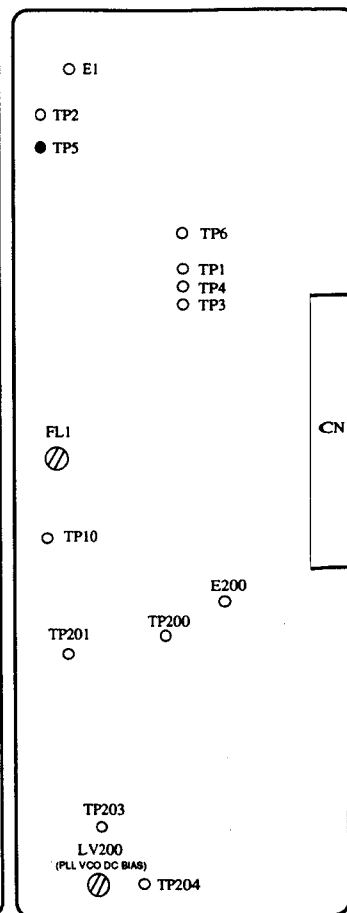 E1
TP2
TP5
TP6
TP1
TP4
TP3
CN
FL1
TP10
E200
TP200
TP201
TP203
LV200
(PLL VCO DC BIAS)
TP204